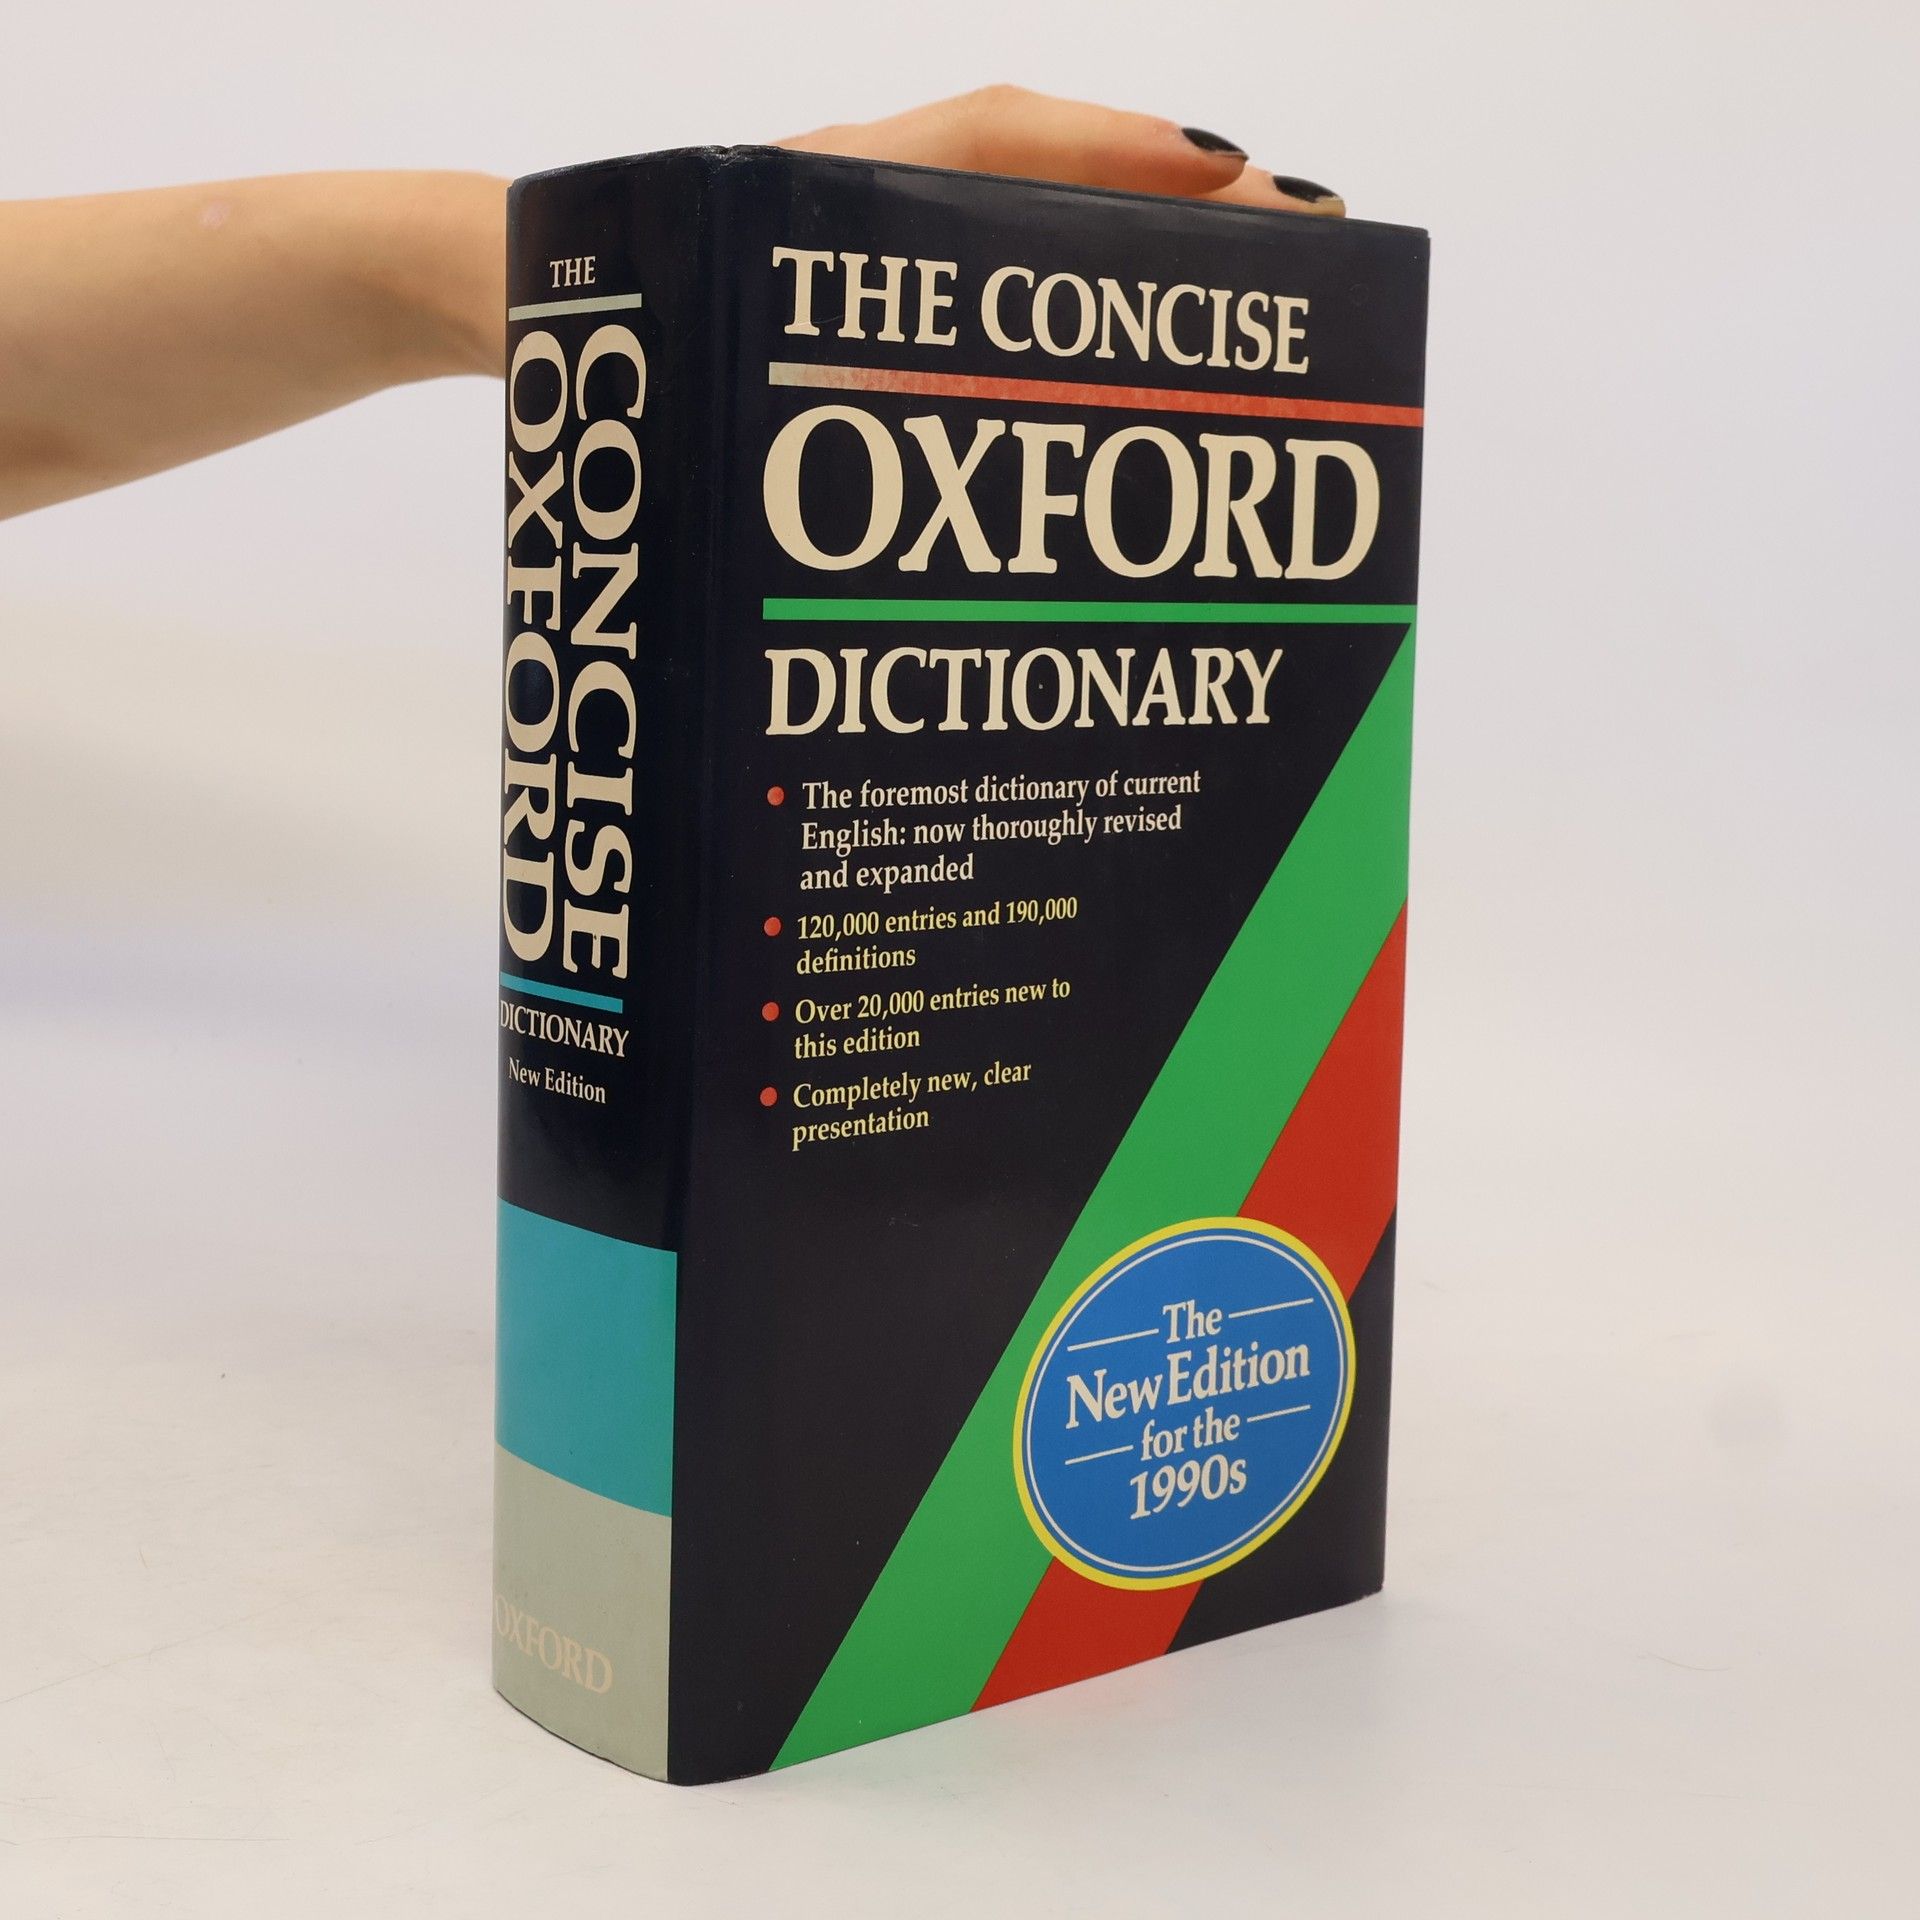 THE
CONCISE
OXFORD
DICTIONARY
New Edition
OXFORD
THE CONCISE
OXFORD
DICTIONARY
• The foremost dictionary of current
English: now thoroughly revised
and expanded
• 120,000 entries and 190,000
definitions
• Over 20,000 entries new to
this edition
• Completely new, clear
presentation
The
New Edition
for the
1990s